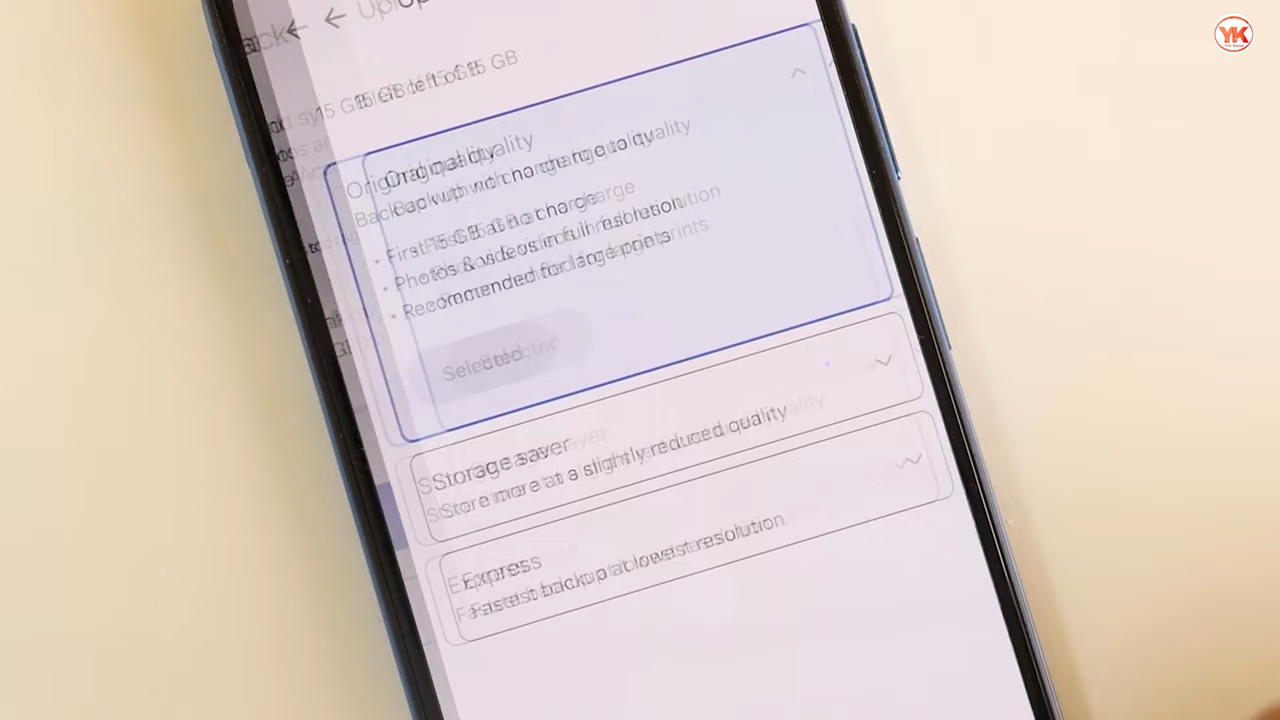 YK
15 GB left of 15 GB
Original quality
Back up with no change to quality
• First 15 GB at no charge
• Photos & videos in full resolution
• Recommended for large prints
Selected
Storage saver
Store more at a slightly reduced quality
Express
Fastest backup at lowest resolution